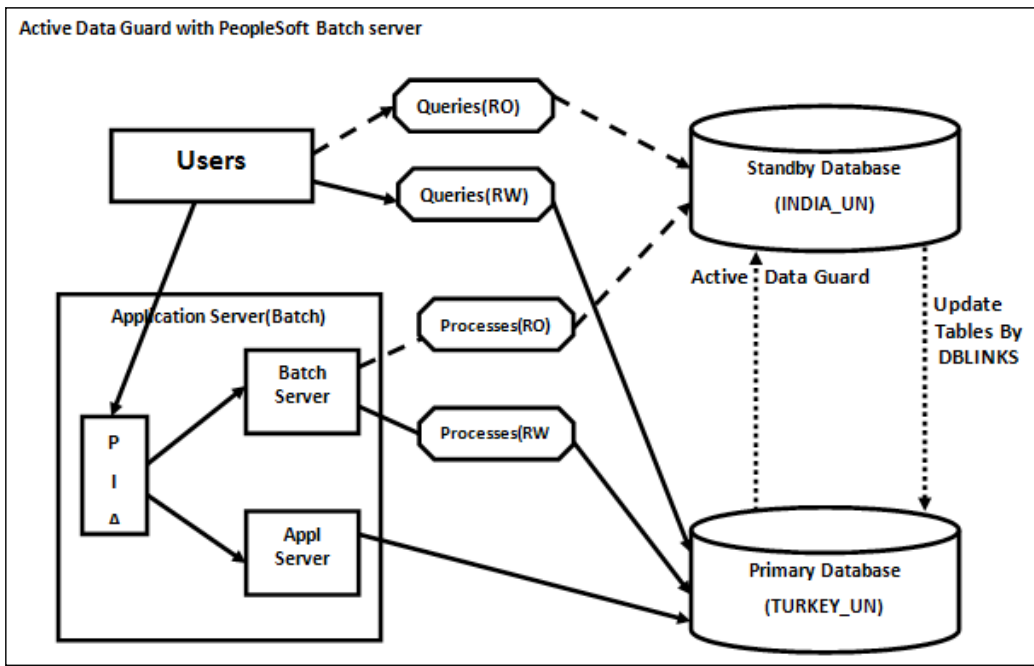 Active Data Guard with PeopleSoft Batch server
Queries(RO)
Users
Queries(RW)
Standby Database
(INDIA_UN)
Active Data Guard
Update
Tables By
DBLINKS
Application Server(Batch)
Processes(RO)
Batch
Server
Processes(RW
P
I
A
Appl
Server
Primary Database
(TURKEY_UN)